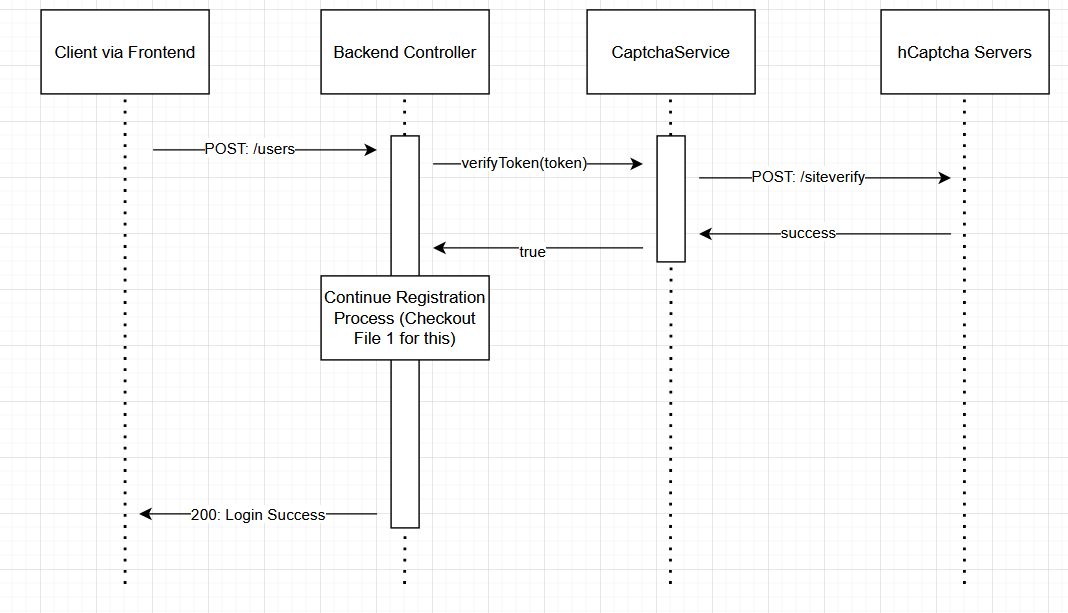 Client via Frontend
Backend Controller
CaptchaService
hCaptcha Servers
POST: /users
verifyToken(token)
POST: /siteverify
success
true
Continue Registration
Process (Checkout
File 1 for this)
200: Login Success